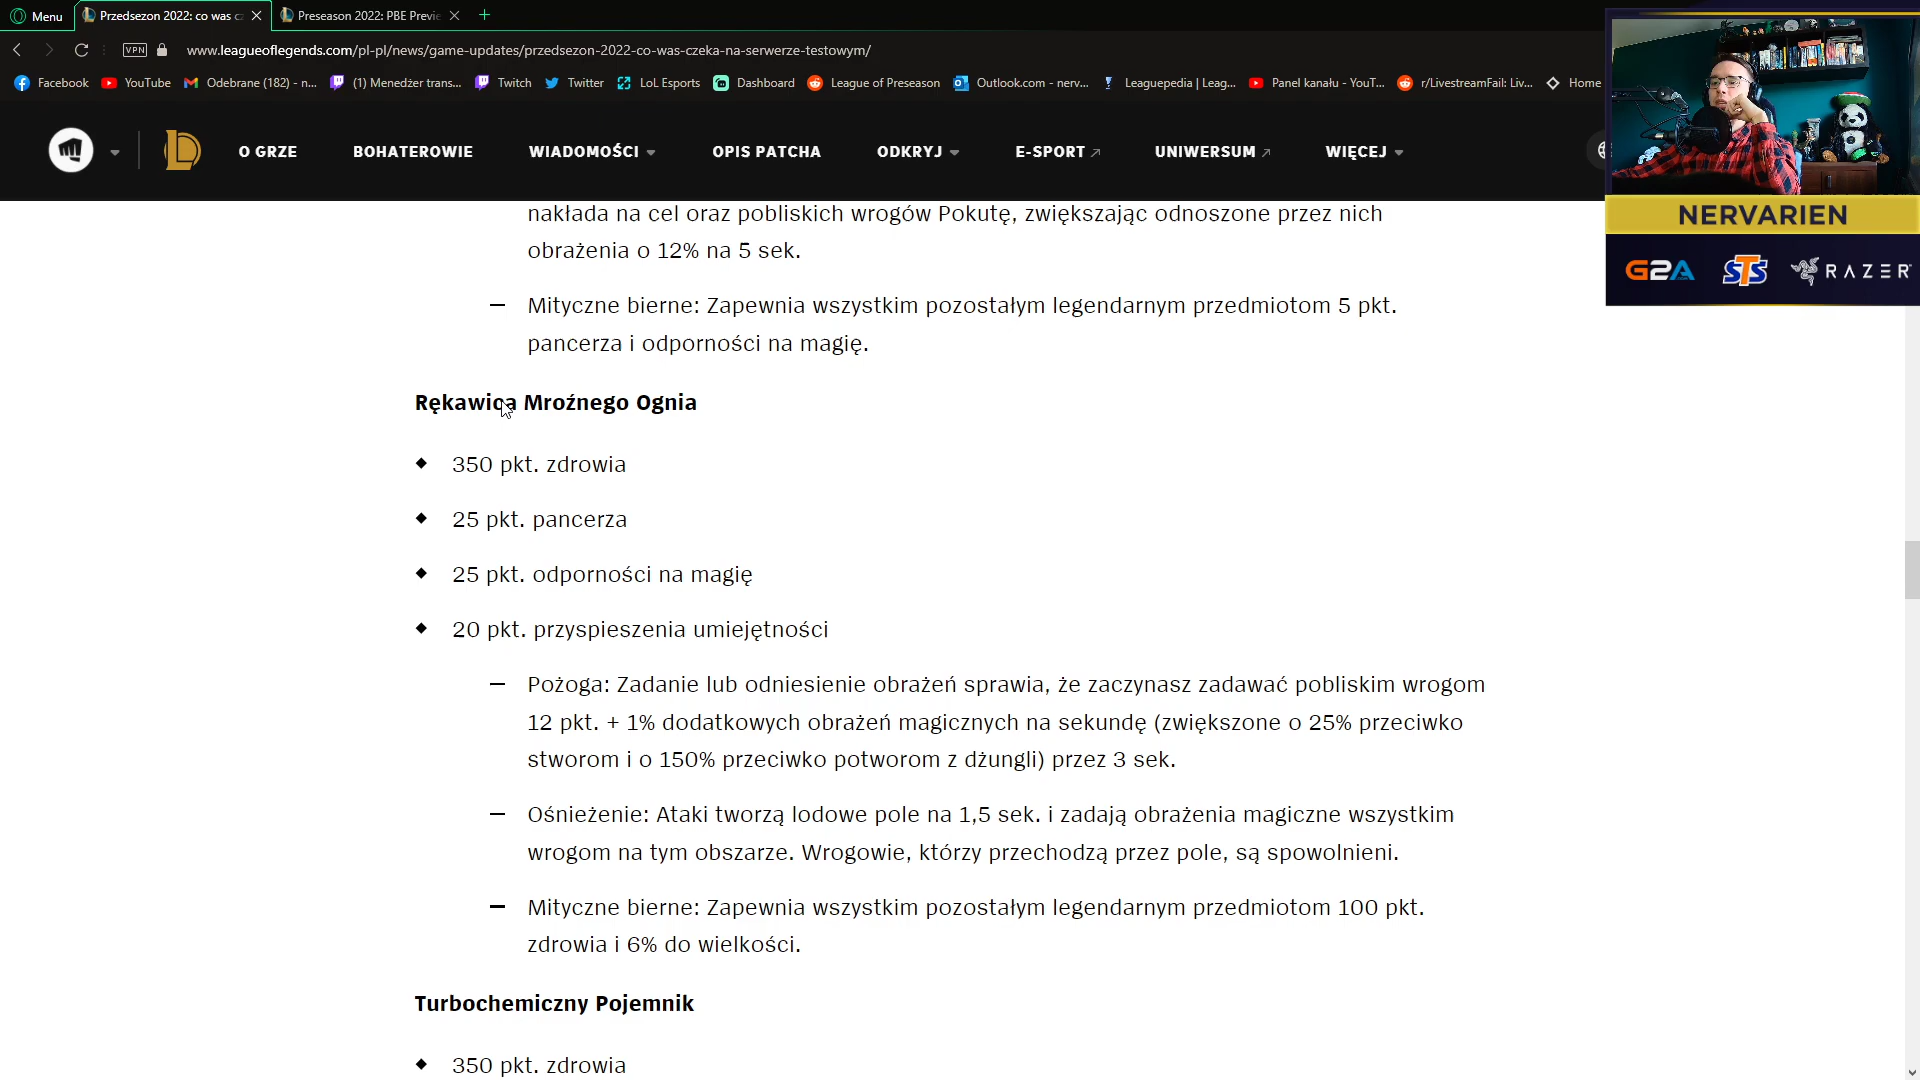 Menu
Przedsezon 2022: co was cz
Preseason 2022: PBE Previe
VPN
www.leagueoflegends.com/pl-pl/news/game-updates/przedsezon-2022-co-was-czeka-na-serwerze-testowym/
Facebook
YouTube
Odebrane (182) - n...
(1) Menedżer trans...
Twitch
Twitter
LoL Esports
Dashboard
League of Preseason
Outlook.com - nerv...
Leaguepedia | Leag...
Panel kanału - YouT...
r/LivestreamFail: Liv...
Home
O GRZE
BOHATEROWIE
WIADOMOŚCI
OPIS PATCHA
ODKRYJ
E-SPORT
UNIWERSUM
WIĘCEJ
NERVARIEN
G2A
STS
RAZER
nakłada na cel oraz pobliskich wrogów Pokutę, zwiększając odnoszone przez nich
obrażenia o 12% na 5 sek.
— Mityczne bierne: Zapewnia wszystkim pozostałym legendarnym przedmiotom 5 pkt.
pancerza i odporności na magię.
Rękawica Mroźnego Ognia
350 pkt. zdrowia
25 pkt. pancerza
25 pkt. odporności na magię
20 pkt. przyspieszenia umiejętności
— Pożoga: Zadanie lub odniesienie obrażeń sprawia, że zaczynasz zadawać pobliskim wrogom
12 pkt. + 1% dodatkowych obrażeń magicznych na sekundę (zwiększone o 25% przeciwko
stworom i o 150% przeciwko potworom z dżungli) przez 3 sek.
— Ośnieżenie: Ataki tworzą lodowe pole na 1,5 sek. i zadają obrażenia magiczne wszystkim
wrogom na tym obszarze. Wrogowie, którzy przechodzą przez pole, są spowolnieni.
— Mityczne bierne: Zapewnia wszystkim pozostałym legendarnym przedmiotom 100 pkt.
zdrowia i 6% do wielkości.
Turbochemiczny Pojemnik
350 pkt. zdrowia